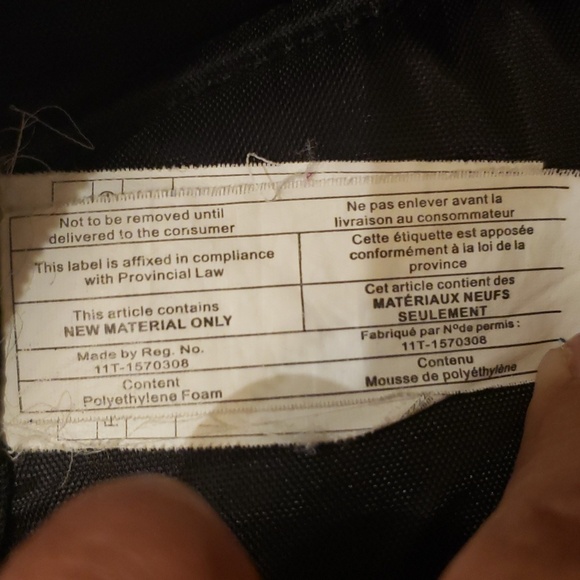 Not to be removed until
delivered to the consumer
Ne pas enlever avant la
livraison au consommateur
This label is affixed in compliance
with Provincial Law
Cette étiquette est apposée
conformément à la loi de la
province
This article contains
NEW MATERIAL ONLY
Cet article contient des
MATÉRIAUX NEUFS
SEULEMENT
Made by Reg. No.
11T-1570308
Fabriqué par Nºde permis :
11T-1570308
Content
Polyethylene Foam
Contenu
Mousse de polyéthylène